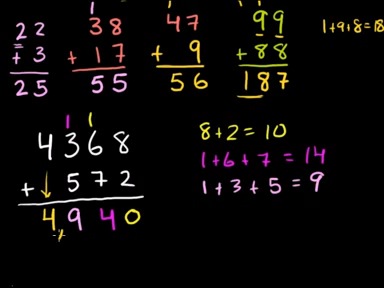 22 + 3 = 25
1 38 + 17 = 55
1 47 + 9 = 56
1 1 99 + 88 = 187
1+9+8=18
1 1
4368
+ ↓572
4940
8+2=10
1+6+7=14
1+3+5=9